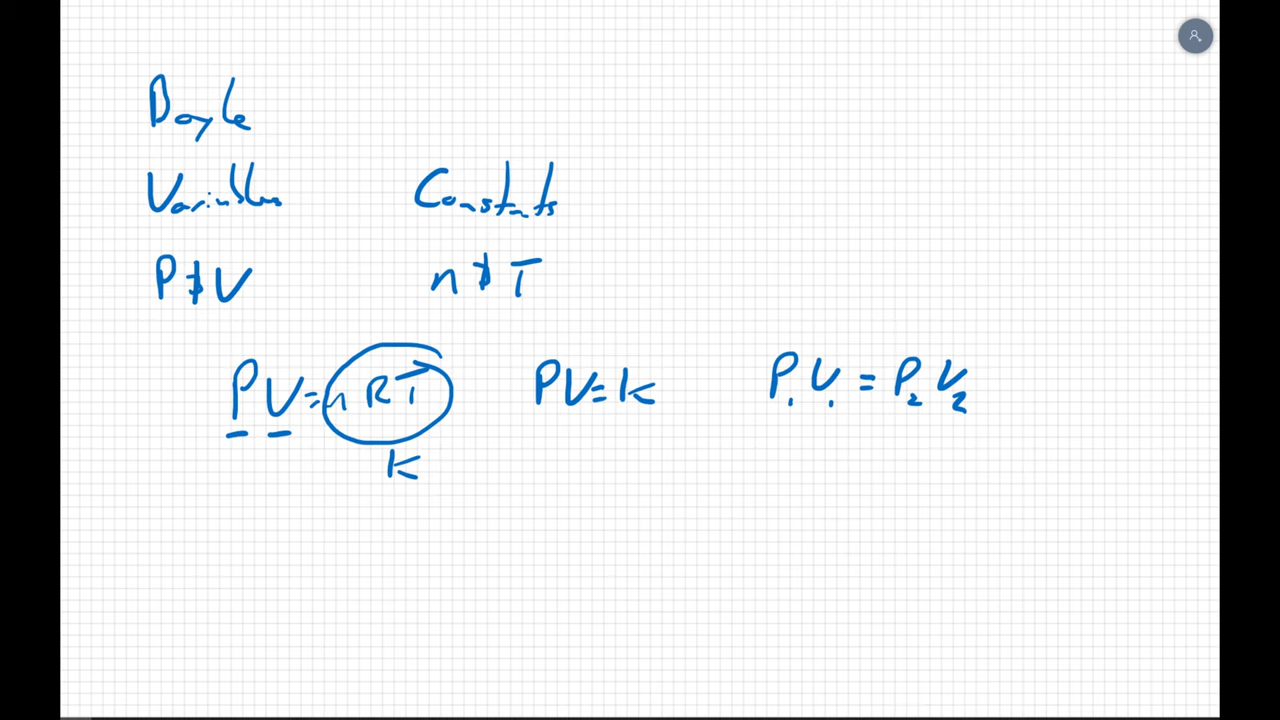 Boyle
Variables Constants
P & V n & T
PV = nRT PV = k P₁V₁ = P₂V₂
k